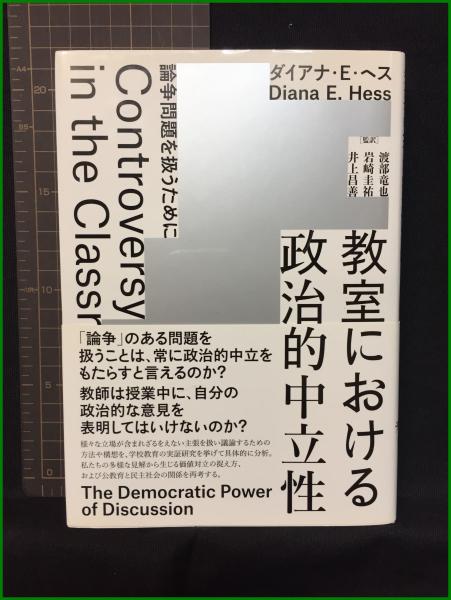 ダイアナ・E・ヘス
Diana E. Hess
[監訳]
渡部竜也
岩崎圭祐
井上昌善
教室における
政治的中立性
論争問題を扱うために
Controversy
in the Classr
「論争」のある問題を
扱うことは、常に政治的中立を
もたらすと言えるのか?
教師は授業中に、自分の
政治的な意見を
表明してはいけないのか?
様々な立場が含まれざるをえない主張を扱い議論するための
方法や構想を、学校教育の実証研究を挙げて具体的に分析。
私たちの多様な見解から生じる価値対立の捉え方、
および公教育と民主社会の関係を再考する。
The Democratic Power
of Discussion
20
15
10
5